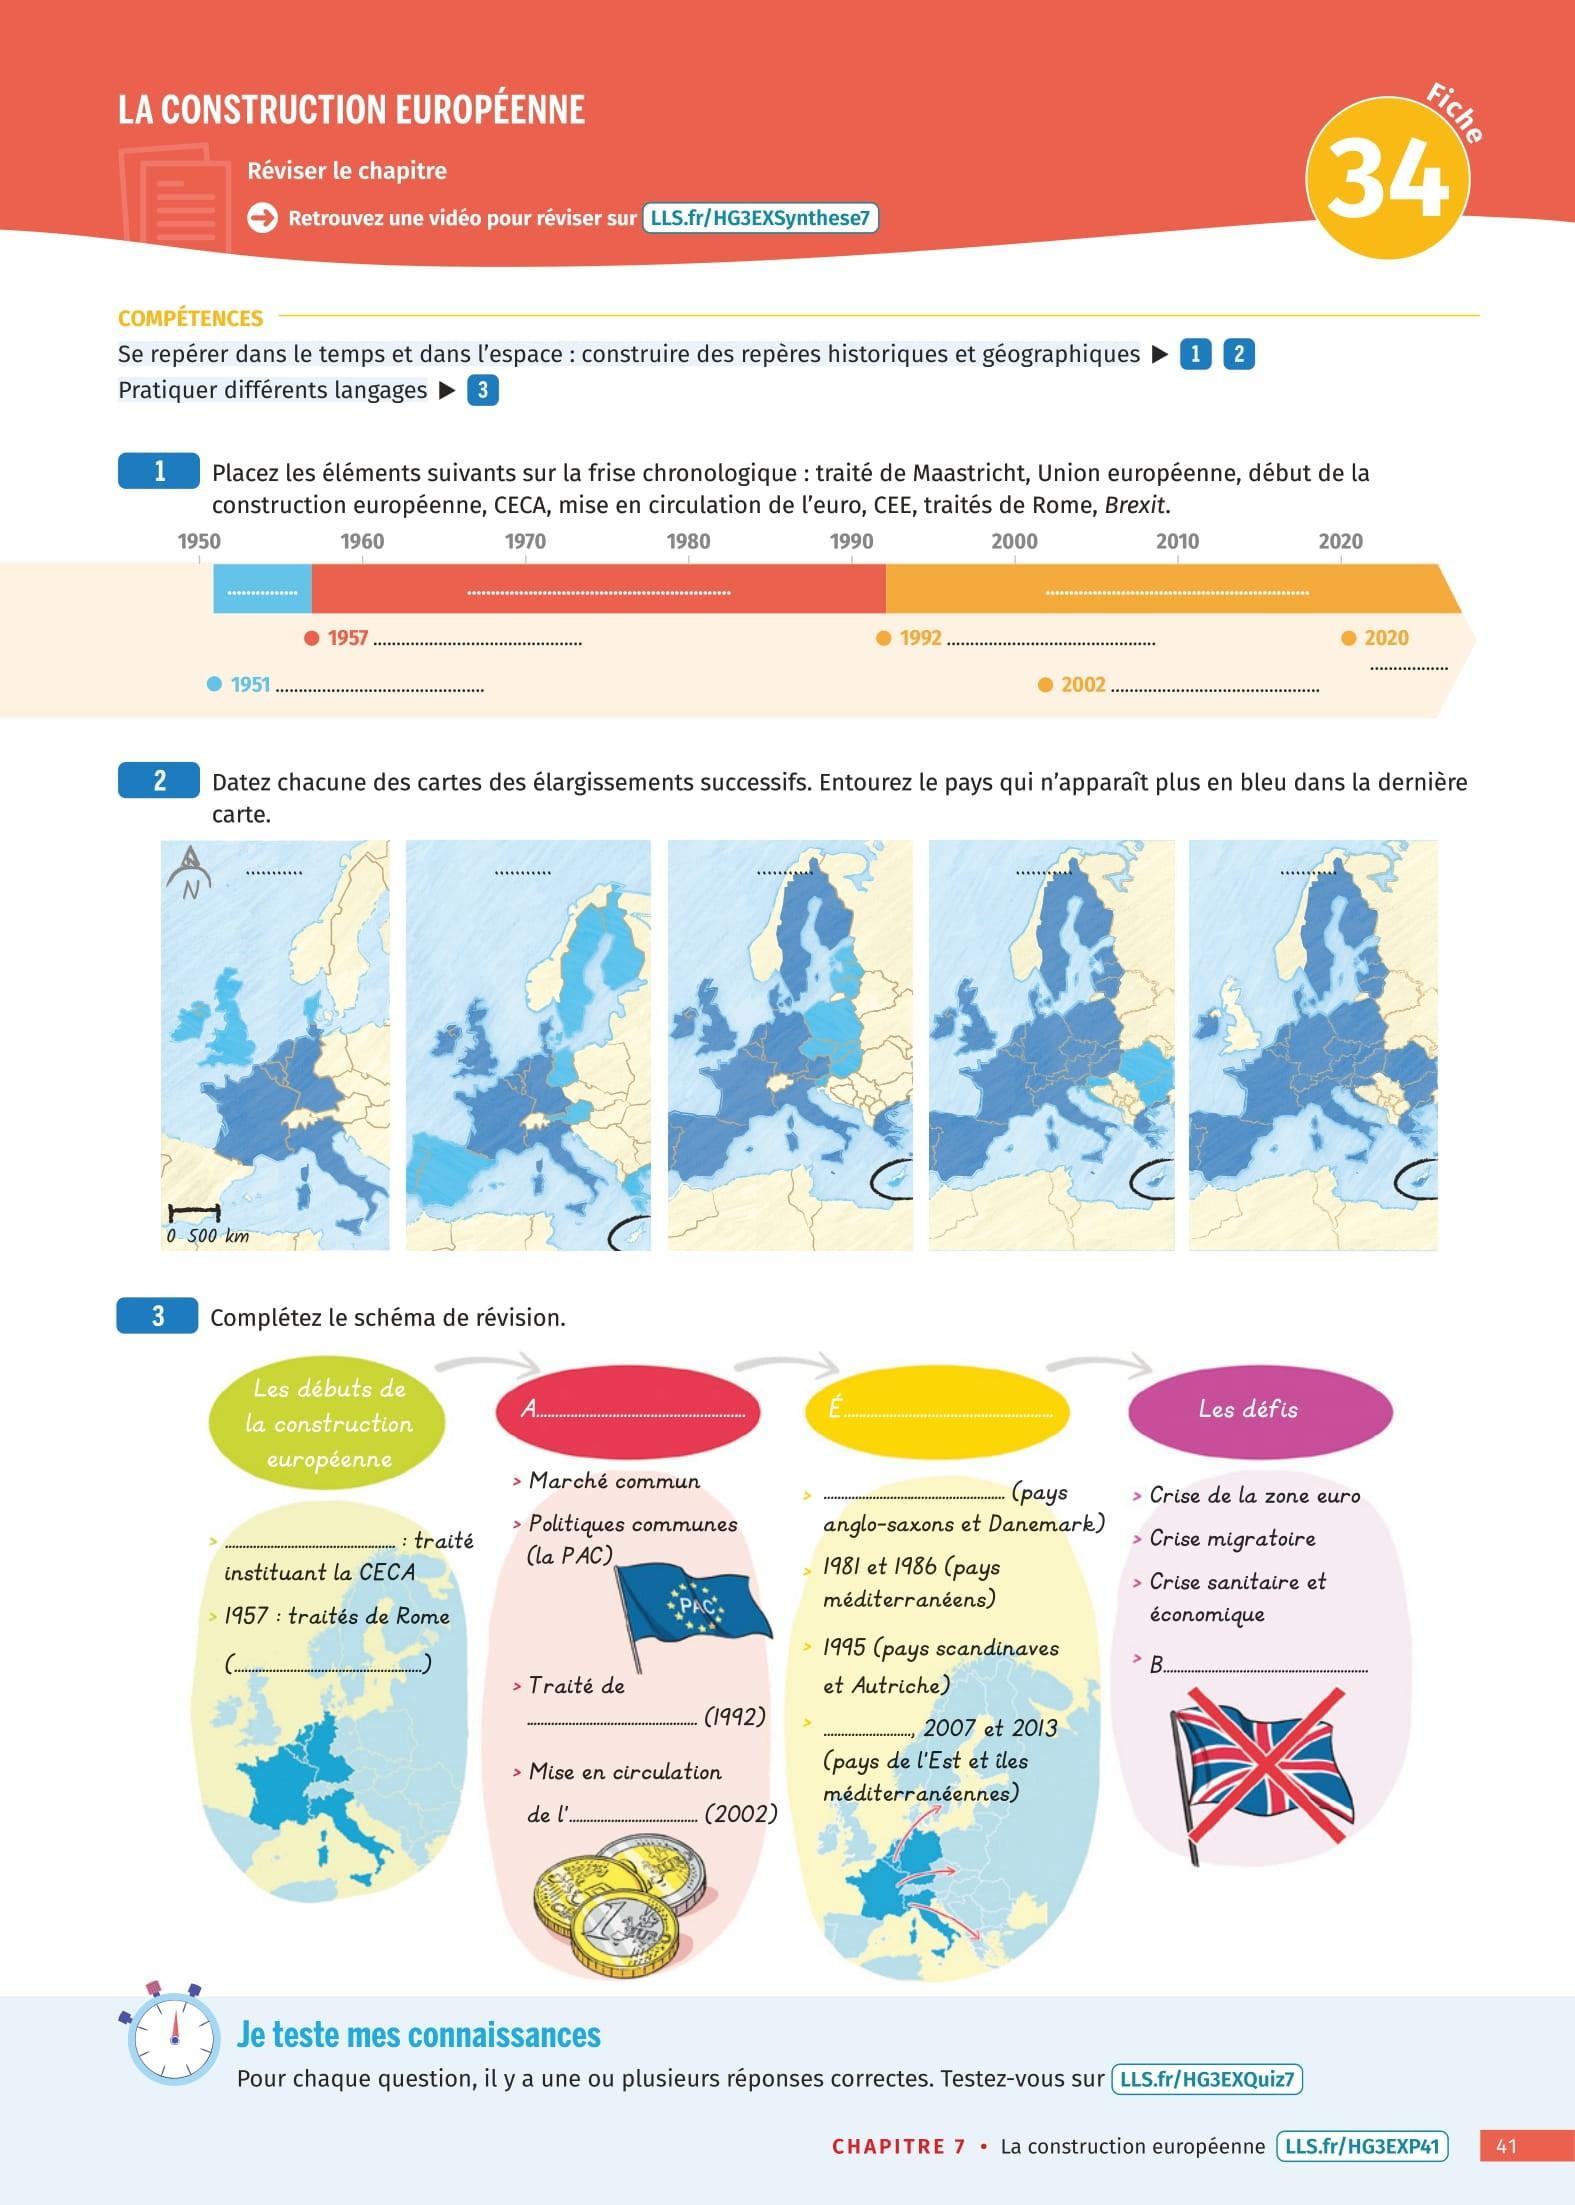 LA CONSTRUCTION EUROPÉENNE
Fiche
34
Réviser le chapitre
Retrouvez une vidéo pour réviser sur LLS.fr/HG3EXSynthese7
COMPÉTENCES
Se repérer dans le temps et dans l'espace : construire des repères historiques et géographiques ▶ 1 2
Pratiquer différents langages ▶ 3
1 Placez les éléments suivants sur la frise chronologique : traité de Maastricht, Union européenne, début de la
construction européenne, CECA, mise en circulation de l'euro, CEE, traités de Rome, Brexit.
1950 1960 1970 1980 1990 2000 2010 2020
............... ............................................. .............................................
1957 ............................................. 1992 ............................................. 2020
.................
1951 ............................................. 2002 .............................................
2 Datez chacune des cartes des élargissements successifs. Entourez le pays qui n'apparaît plus en bleu dans la dernière
carte.
............ ............ ............ ............ ............
N
0 500 km
3 Complétez le schéma de révision.
Les débuts de
la construction
européenne
> ............................................. : traité
instituant la CECA
> 1957 : traités de Rome
(.............................................)
A.............................................
> Marché commun
> Politiques communes
(la PAC)
PAC
> Traité de
............................................. (1992)
> Mise en circulation
de l'................................... (2002)
1
EURO
É.............................................
> ............................................. (pays
anglo-saxons et Danemark)
> 1981 et 1986 (pays
méditerranéens)
> 1995 (pays scandinaves
et Autriche)
> ........................, 2007 et 2013
(pays de l'Est et îles
méditerranéennes)
Les défis
> Crise de la zone euro
> Crise migratoire
> Crise sanitaire et
économique
> B.............................................
Je teste mes connaissances
Pour chaque question, il y a une ou plusieurs réponses correctes. Testez-vous sur LLS.fr/HG3EXQuiz7
CHAPITRE 7 • La construction européenne LLS.fr/HG3EXP41 41